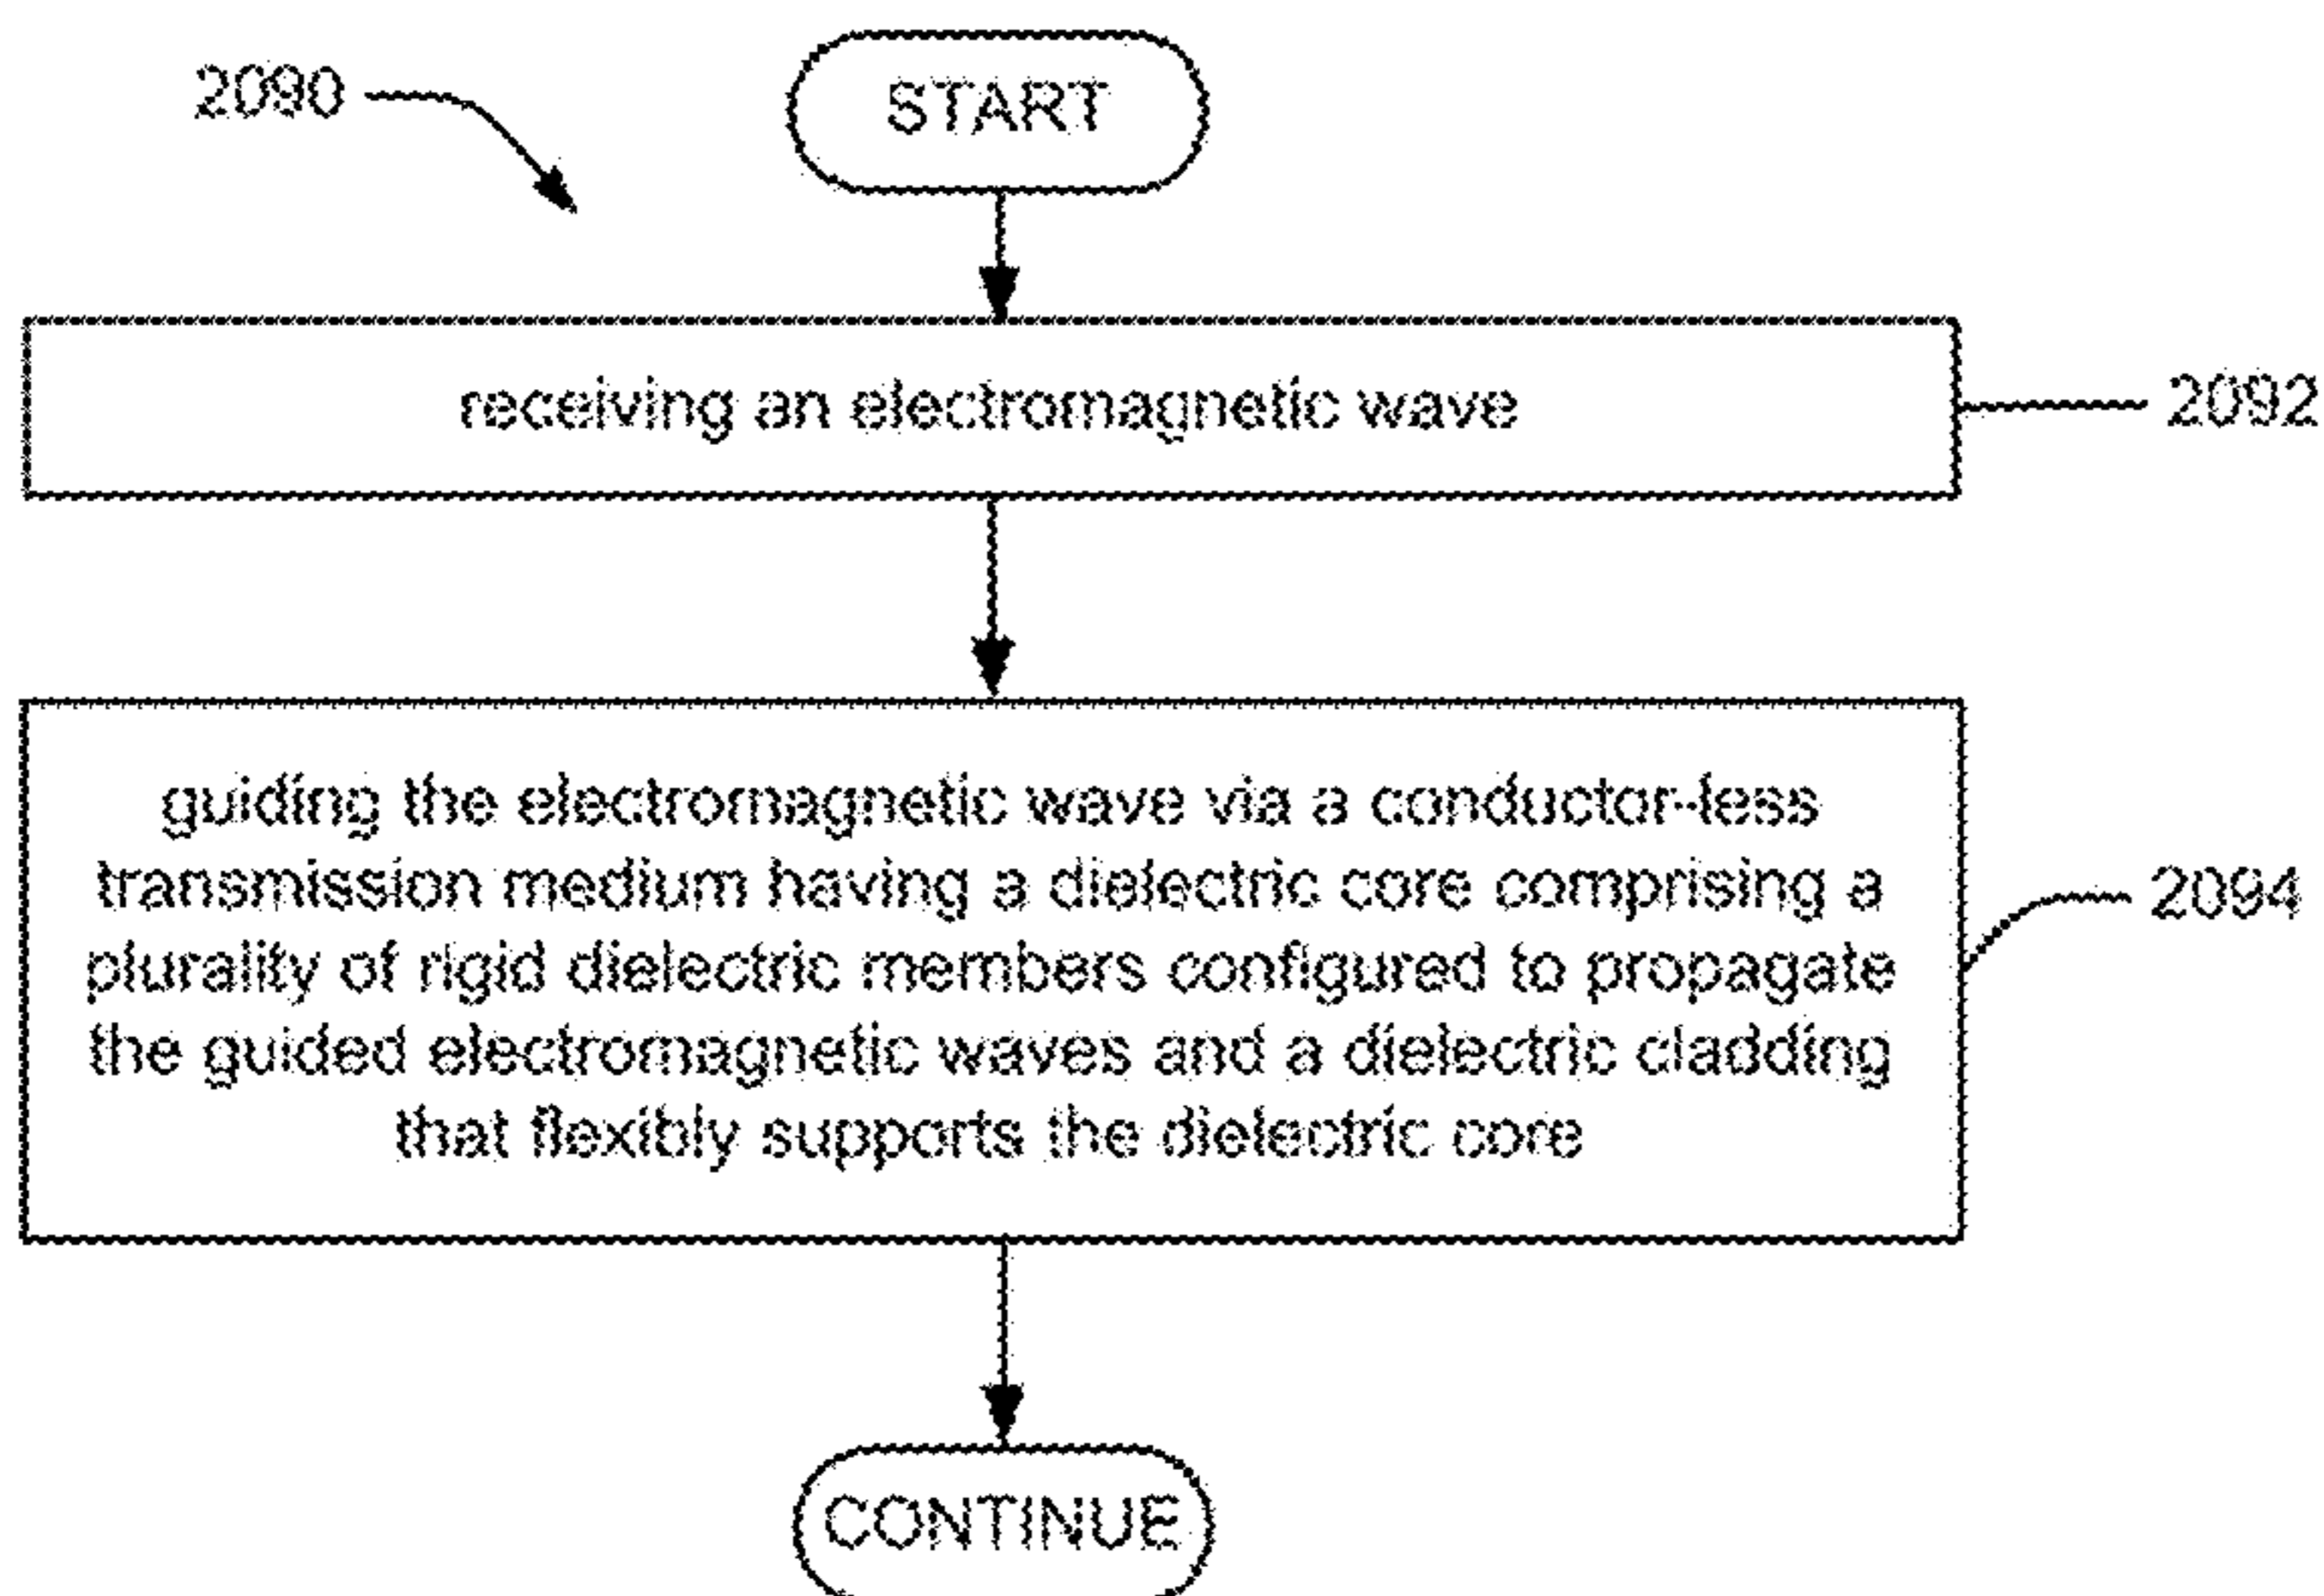 2090
START
receiving an electromagnetic wave
2092
guiding the electromagnetic wave via a conductor-less
transmission medium having a dielectric core comprising a
plurality of rigid dielectric members configured to propagate
the guided electromagnetic waves and a dielectric cladding
that flexibly supports the dielectric core
2094
CONTINUE